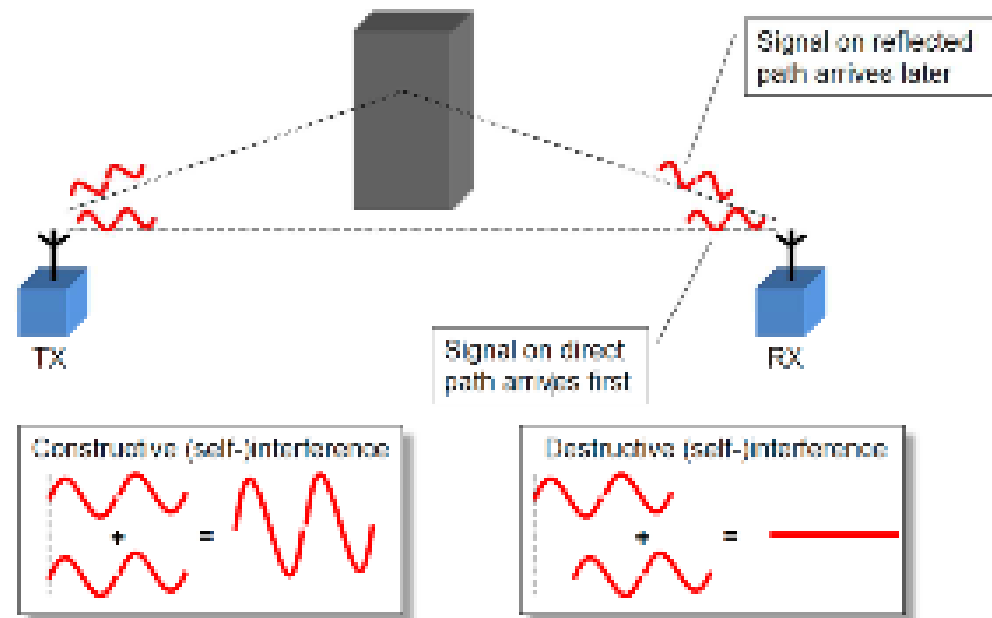 Signal on reflected
path arrives later
TX
RX
Signal on direct
path arrives first
Constructive (self-)interference
+
=
Destructive (self-)interference
+
=